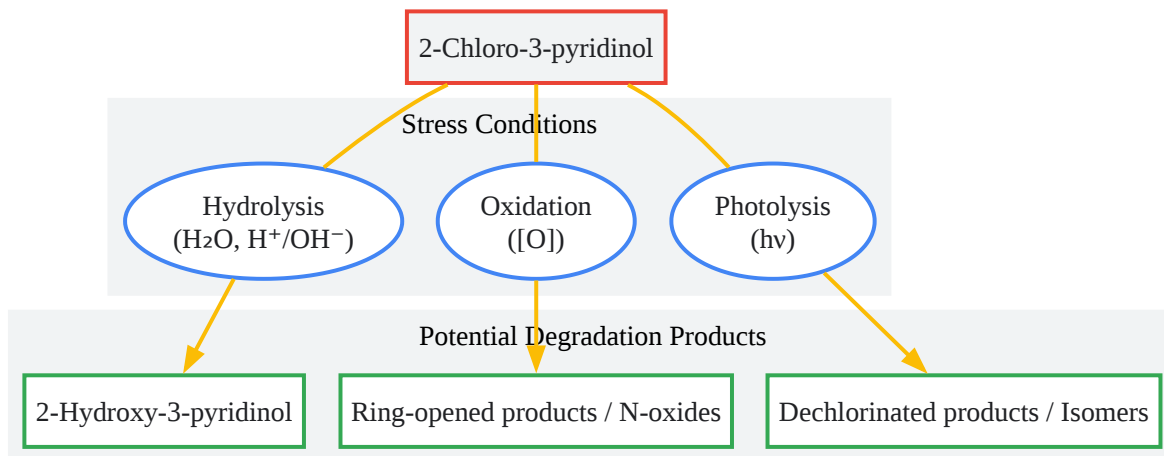 2-Chloro-3-pyridinol
Stress Conditions
Hydrolysis
(H₂O, H⁺/OH⁻)
Oxidation
([O])
Photolysis
(hν)
Potential Degradation Products
2-Hydroxy-3-pyridinol
Ring-opened products / N-oxides
Dechlorinated products / Isomers